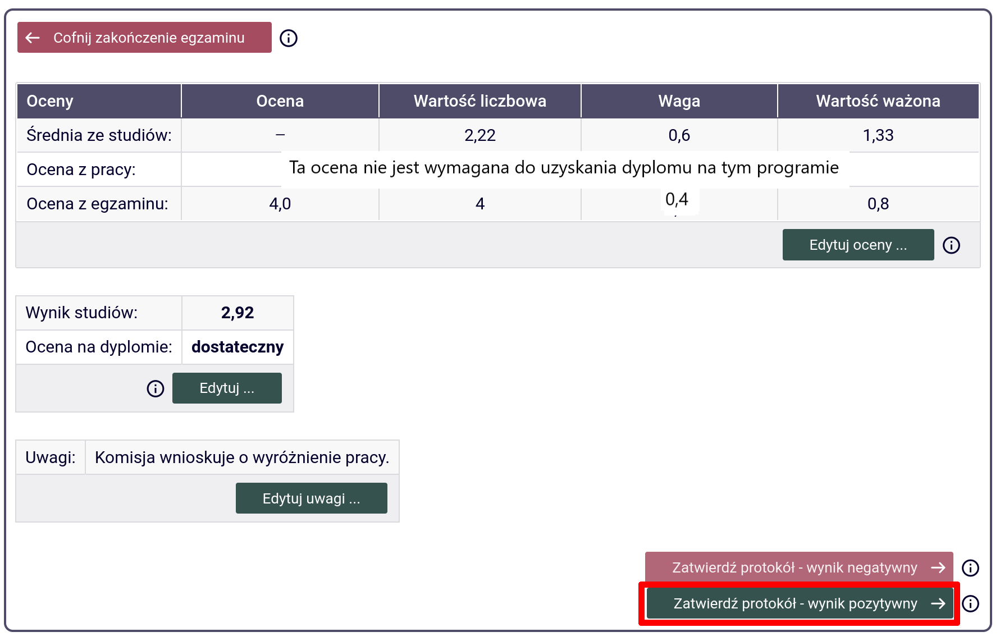 Cofnij zakończenie egzaminu
Oceny Ocena Wartość liczbowa Waga Wartość ważona
Średnia ze studiów: – 2,22 0,6 1,33
Ocena z pracy: Ta ocena nie jest wymagana do uzyskania dyplomu na tym programie
Ocena z egzaminu: 4,0 4 0,4 0,8
Edytuj oceny ...
Wynik studiów: 2,92
Ocena na dyplomie: dostateczny
Edytuj ...
Uwagi: Komisja wnioskuje o wyróżnienie pracy.
Edytuj uwagi ...
Zatwierdź protokół - wynik negatywny
Zatwierdź protokół - wynik pozytywny